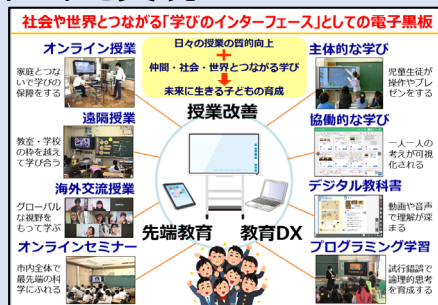 社会や世界とつながる「学びのインターフェース」としての電子黒板
オンライン授業
家庭とつな
いで学びの
保障をする
遠隔授業
教室・学校
の枠を越え
て学び合う
海外交流授業
グローバル
な視野を
もって学ぶ
オンラインセミナー
市内全体で
最先端の科
学にふれる
日々の授業の質的向上
+
仲間・社会・世界とつながる学び
未来に生きる子どもの育成
授業改善
先端教育
教育DX
主体的な学び
児童生徒が
操作やプレ
ゼンをする
協働的な学び
一人一人の
考えが可視
化される
デジタル教科書
動画や音声
で理解が深
まる
プログラミング学習
試行錯誤で
論理的思考
を育成する